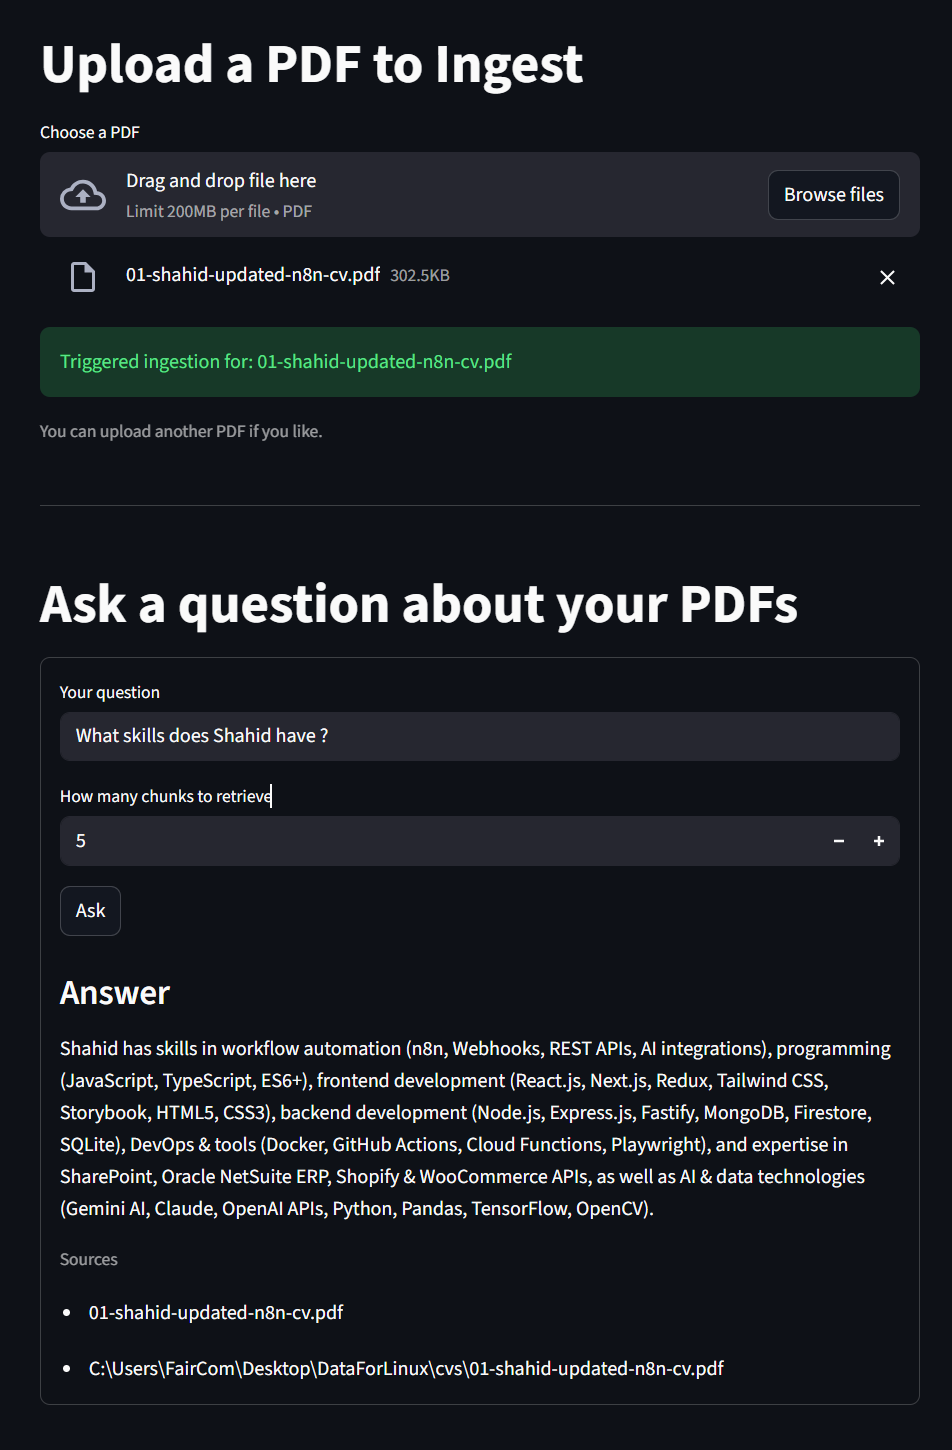 Upload a PDF to Ingest
Choose a PDF
Drag and drop file here
Limit 200MB per file • PDF
Browse files
01-shahid-updated-n8n-cv.pdf 302.5KB
Triggered ingestion for: 01-shahid-updated-n8n-cv.pdf
You can upload another PDF if you like.
Ask a question about your PDFs
Your question
What skills does Shahid have ?
How many chunks to retrieve
5
Ask
Answer
Shahid has skills in workflow automation (n8n, Webhooks, REST APIs, AI integrations), programming
(JavaScript, TypeScript, ES6+), frontend development (React.js, Next.js, Redux, Tailwind CSS,
Storybook, HTML5, CSS3), backend development (Node.js, Express.js, Fastify, MongoDB, Firestore,
SQLite), DevOps & tools (Docker, GitHub Actions, Cloud Functions, Playwright), and expertise in
SharePoint, Oracle NetSuite ERP, Shopify & WooCommerce APIs, as well as AI & data technologies
(Gemini AI, Claude, OpenAI APIs, Python, Pandas, TensorFlow, OpenCV).
Sources
• 01-shahid-updated-n8n-cv.pdf
• C:\Users\FairCom\Desktop\DataForLinux\cvs\01-shahid-updated-n8n-cv.pdf